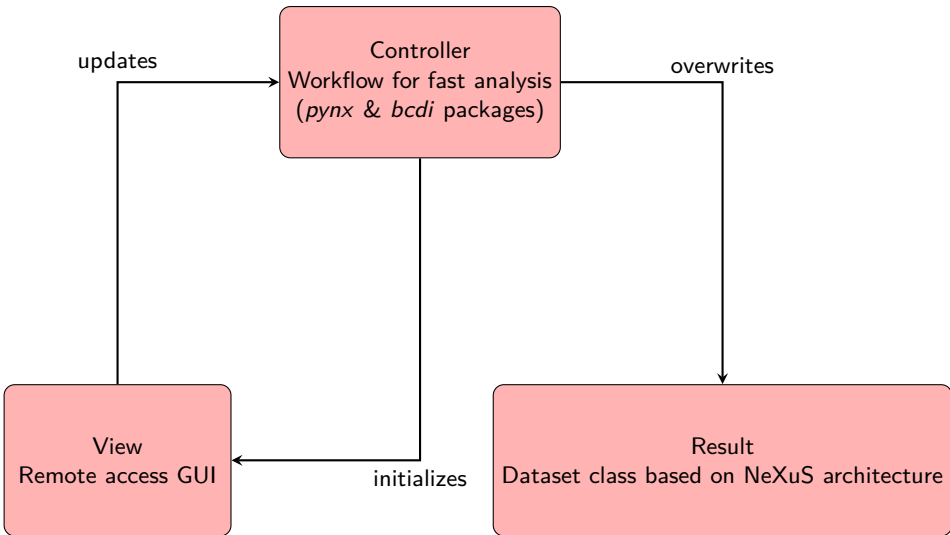 Controller
Workflow for fast analysis
(pynx & bcdi packages)
updates
overwrites
View
Remote access GUI
initializes
Result
Dataset class based on NeXuS architecture